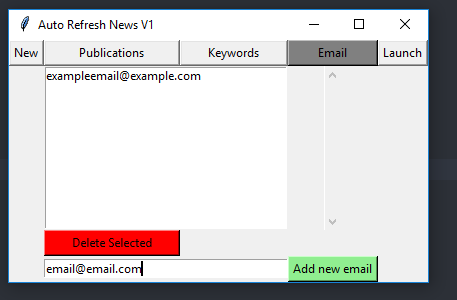 Auto Refresh News V1
New Publications Keywords Email Launch
exampleemail@example.com
Delete Selected
email@email.com Add new email